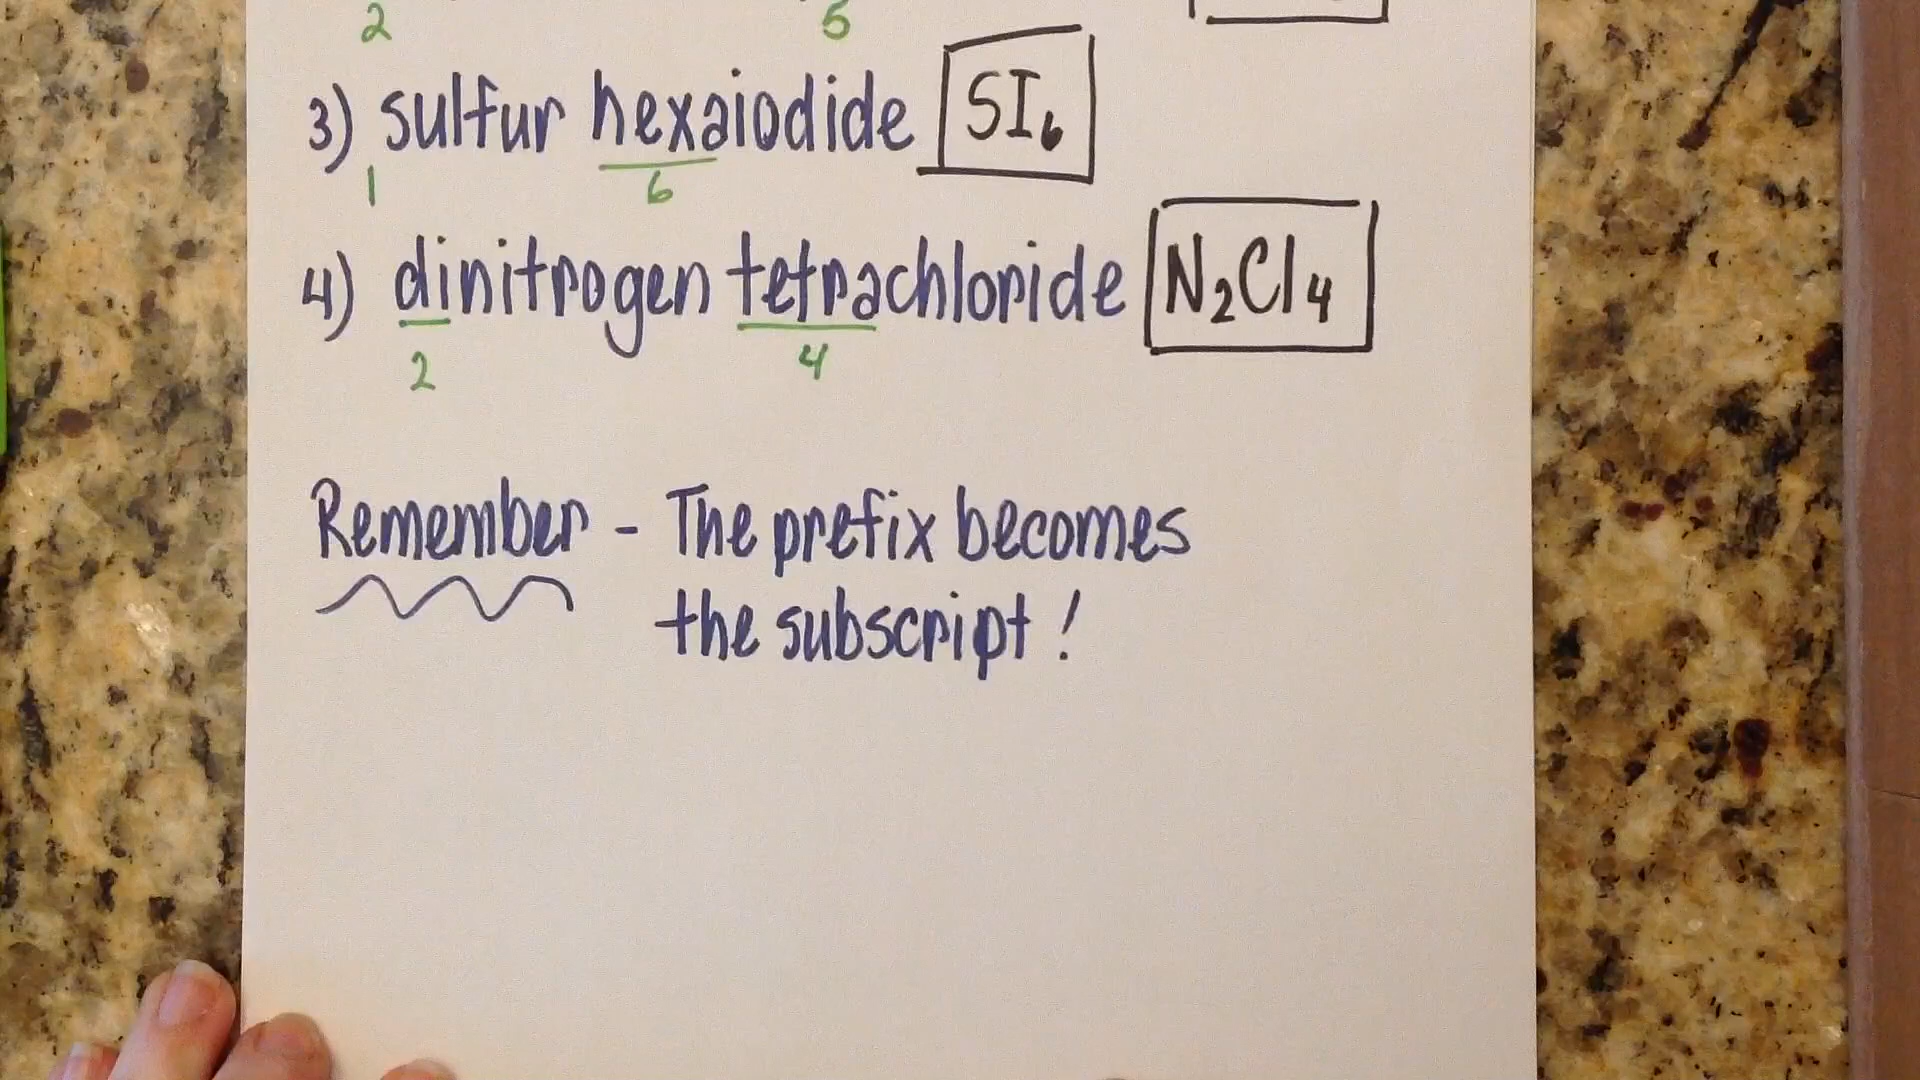 2 5
3) sulfur hexaiodide SI₆
1 6
4) dinitrogen tetrachloride N₂Cl₄
2 4
Remember - The prefix becomes
the subscript!